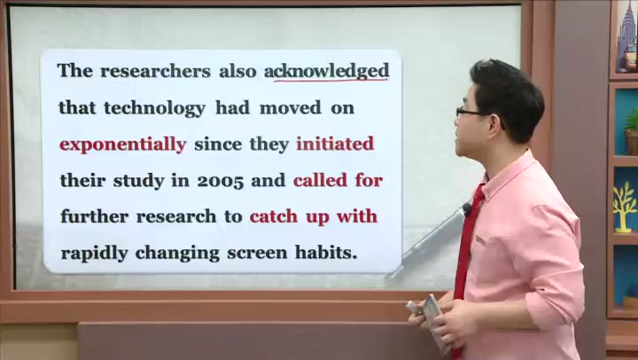 The researchers also acknowledged
that technology had moved on
exponentially since they initiated
their study in 2005 and called for
further research to catch up with
rapidly changing screen habits.